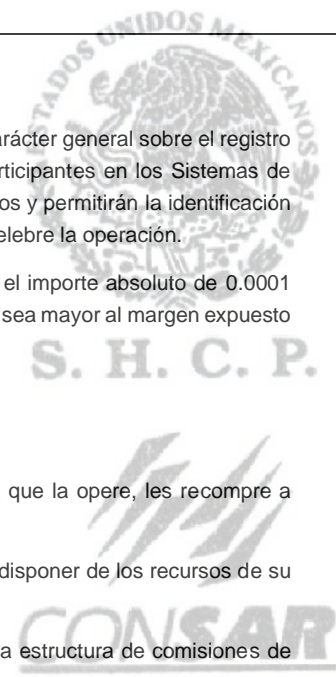 ESTADOS UNIDOS MEXICANOS
arácter general sobre el registro
rticipantes en los Sistemas de
os y permitirán la identificación
elebre la operación.
el importe absoluto de 0.0001
sea mayor al margen expuesto
S. H. C. P.
que la opere, les recompre a
disponer de los recursos de su
CONSAR
a estructura de comisiones de